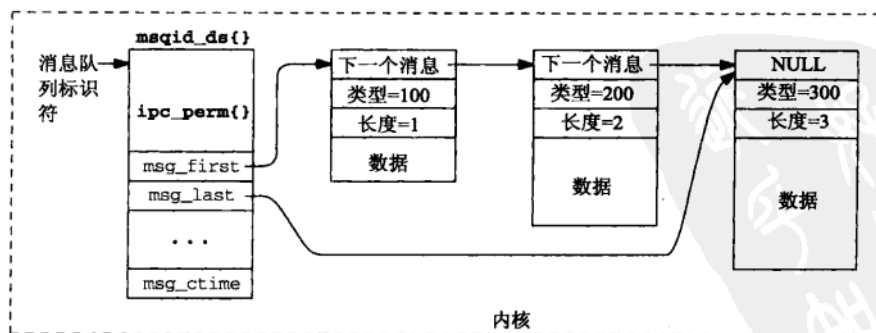 msqid_ds{}
消息队
列标识
符
ipc_perm{}
msg_first
msg_last
...
msg_ctime
下一个消息
类型=100
长度=1
数据
下一个消息
类型=200
长度=2
数据
NULL
类型=300
长度=3
数据
内核